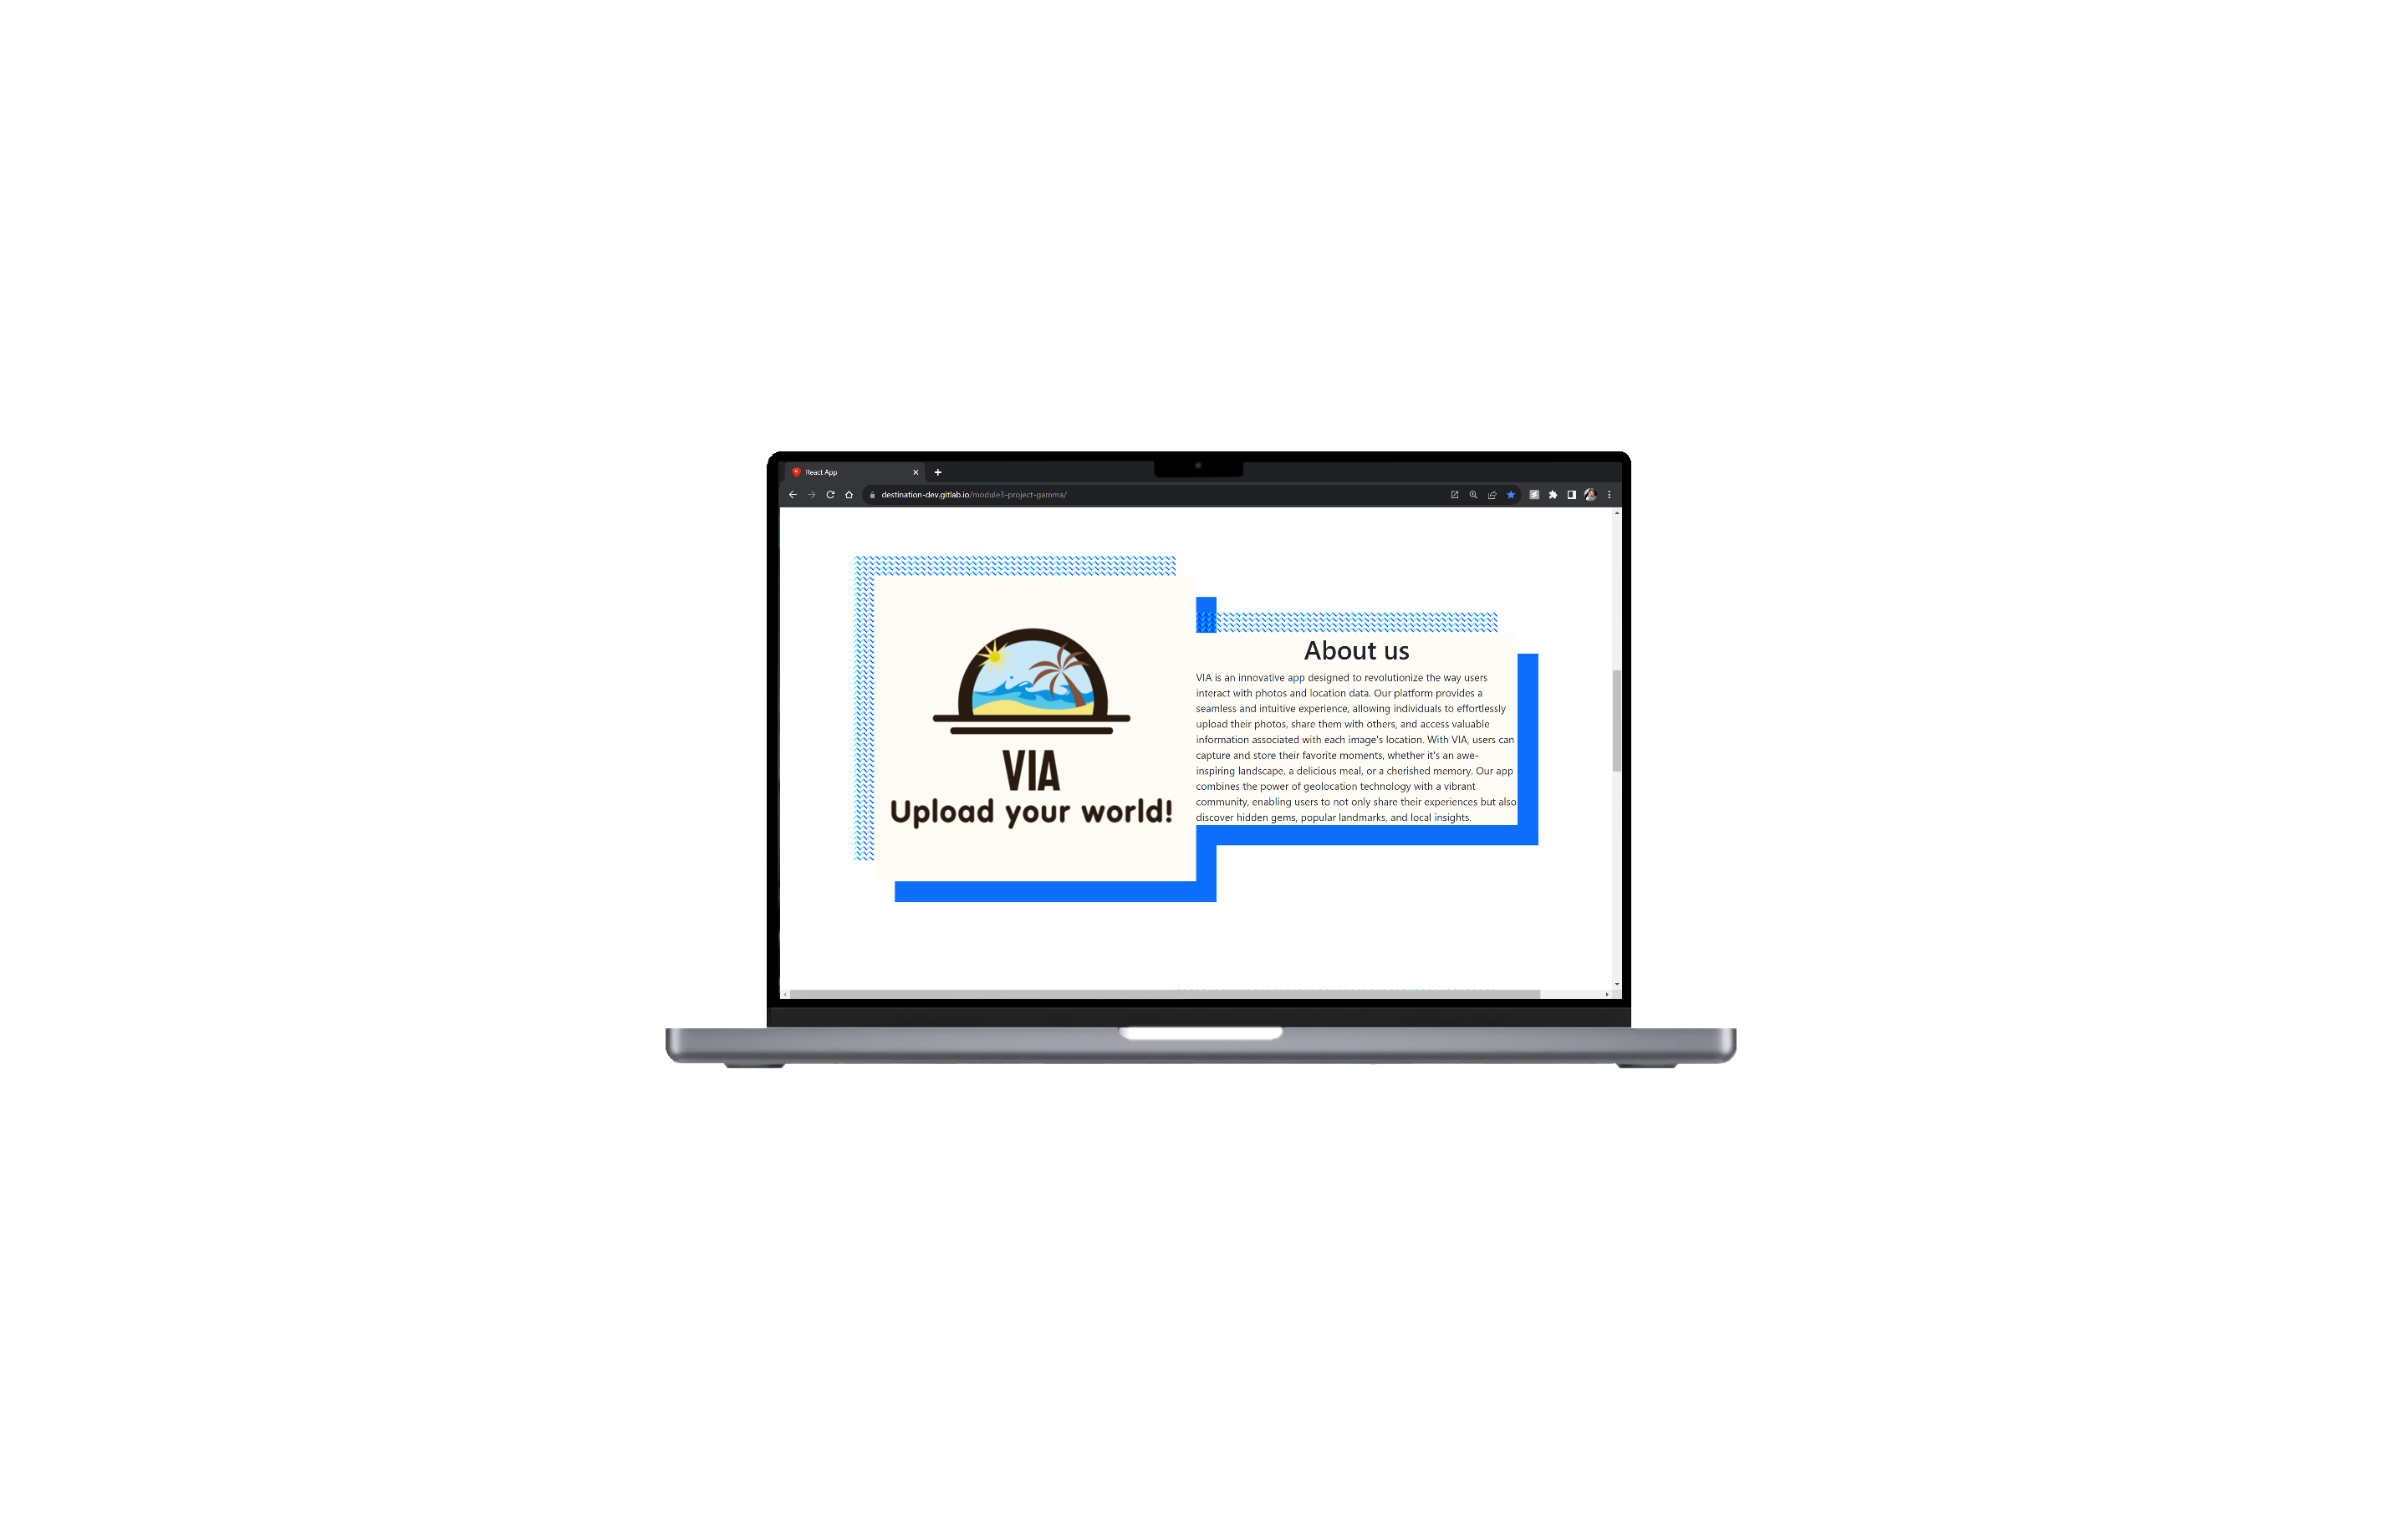 React App
destination-dev.gitlab.io/module3-project-gamma/
VIA
Upload your world!
About us
VIA is an innovative app designed to revolutionize the way users
interact with photos and location data. Our platform provides a
seamless and intuitive experience, allowing individuals to effortlessly
upload their photos, share them with others, and access valuable
information associated with each image's location. With VIA, users can
capture and store their favorite moments, whether it's an awe-
inspiring landscape, a delicious meal, or a cherished memory. Our app
combines the power of geolocation technology with a vibrant
community, enabling users to not only share their experiences but also
discover hidden gems, popular landmarks, and local insights.